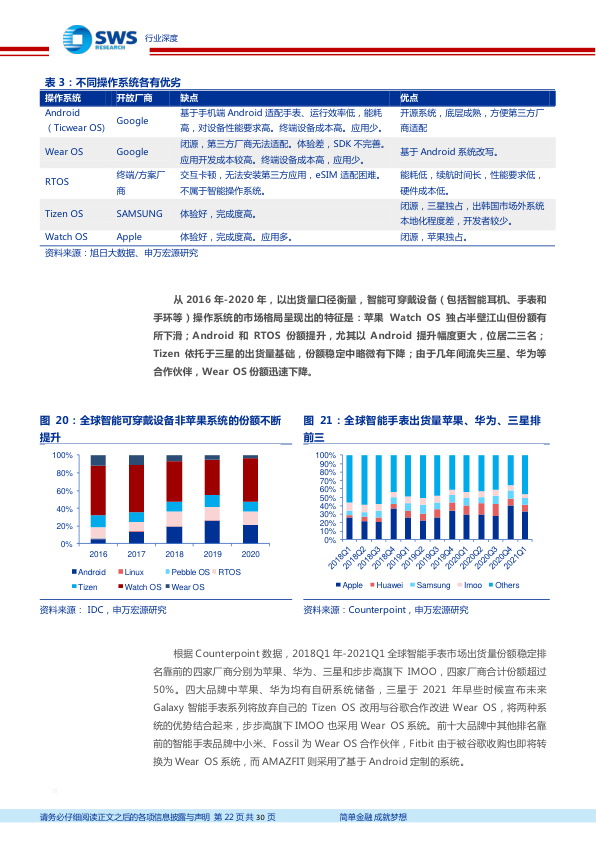 SWS
RESEARCH
行业深度
表 3：不同操作系统各有优劣
操作系统 开放厂商 缺点 优点
Android
（Ticwear OS） Google 基于手机端 Android 适配手表、运行效率低，能耗
高，对设备性能要求高。终端设备成本高。应用少。 开源系统，底层成熟，方便第三方厂
商适配
Wear OS Google 闭源，第三方厂商无法适配。体验差，SDK 不完善。
应用开发成本较高。终端设备成本高，应用少。 基于 Android 系统改写。
RTOS 终端/方案厂
商 交互卡顿，无法安装第三方应用，eSIM 适配困难。
不属于智能操作系统。 能耗低，续航时间长，性能要求低，
硬件成本低。
Tizen OS SAMSUNG 体验好，完成度高。 闭源，三星独占，出韩国市场外系统
本地化程度差，开发者较少。
Watch OS Apple 体验好，完成度高。应用多。 闭源，苹果独占。
资料来源：旭日大数据、申万宏源研究
从 2016 年-2020 年，以出货量口径衡量，智能可穿戴设备（包括智能耳机、手表和
手环等）操作系统的市场格局呈现出的特征是：苹果 Watch OS 独占半壁江山但份额有
所下滑；Android 和 RTOS 份额提升，尤其以 Android 提升幅度更大，位居二三名；
Tizen 依托于三星的出货量基础，份额稳定中略微有下降；由于几年间流失三星、华为等
合作伙伴，Wear OS 份额迅速下降。
图 20：全球智能可穿戴设备非苹果系统的份额不断
提升
100%
80%
60%
40%
20%
0%
2016 2017 2018 2019 2020
Android Linux Pebble OS RTOS
Tizen Watch OS Wear OS
资料来源： IDC，申万宏源研究
图 21：全球智能手表出货量苹果、华为、三星排
前三
100%
90%
80%
70%
60%
50%
40%
30%
20%
10%
0%
2018Q1 2018Q2 2018Q3 2018Q4 2019Q1 2019Q2 2019Q3 2019Q4 2020Q1 2020Q2 2020Q3 2020Q4 2021Q1
Apple Huawei Samsung Imoo Others
资料来源：Counterpoint，申万宏源研究
根据 Counterpoint 数据，2018Q1 年-2021Q1 全球智能手表市场出货量份额稳定排
名靠前的四家厂商分别为苹果、华为、三星和步步高旗下 IMOO，四家厂商合计份额超过
50%。四大品牌中苹果、华为均有自研系统储备，三星于 2021 年早些时候宣布未来
Galaxy 智能手表系列将放弃自己的 Tizen OS 改用与谷歌合作改进 Wear OS，将两种系
统的优势结合起来，步步高旗下 IMOO 也采用 Wear OS 系统。前十大品牌中其他排名靠
前的智能手表品牌中小米、Fossil 为 Wear OS 合作伙伴，Fitbit 由于被谷歌收购也即将转
换为 Wear OS 系统，而 AMAZFIT 则采用了基于 Android 定制的系统。
请务必仔细阅读正文之后的各项信息披露与声明 第 22 页 共 30 页 简单金融 成就梦想